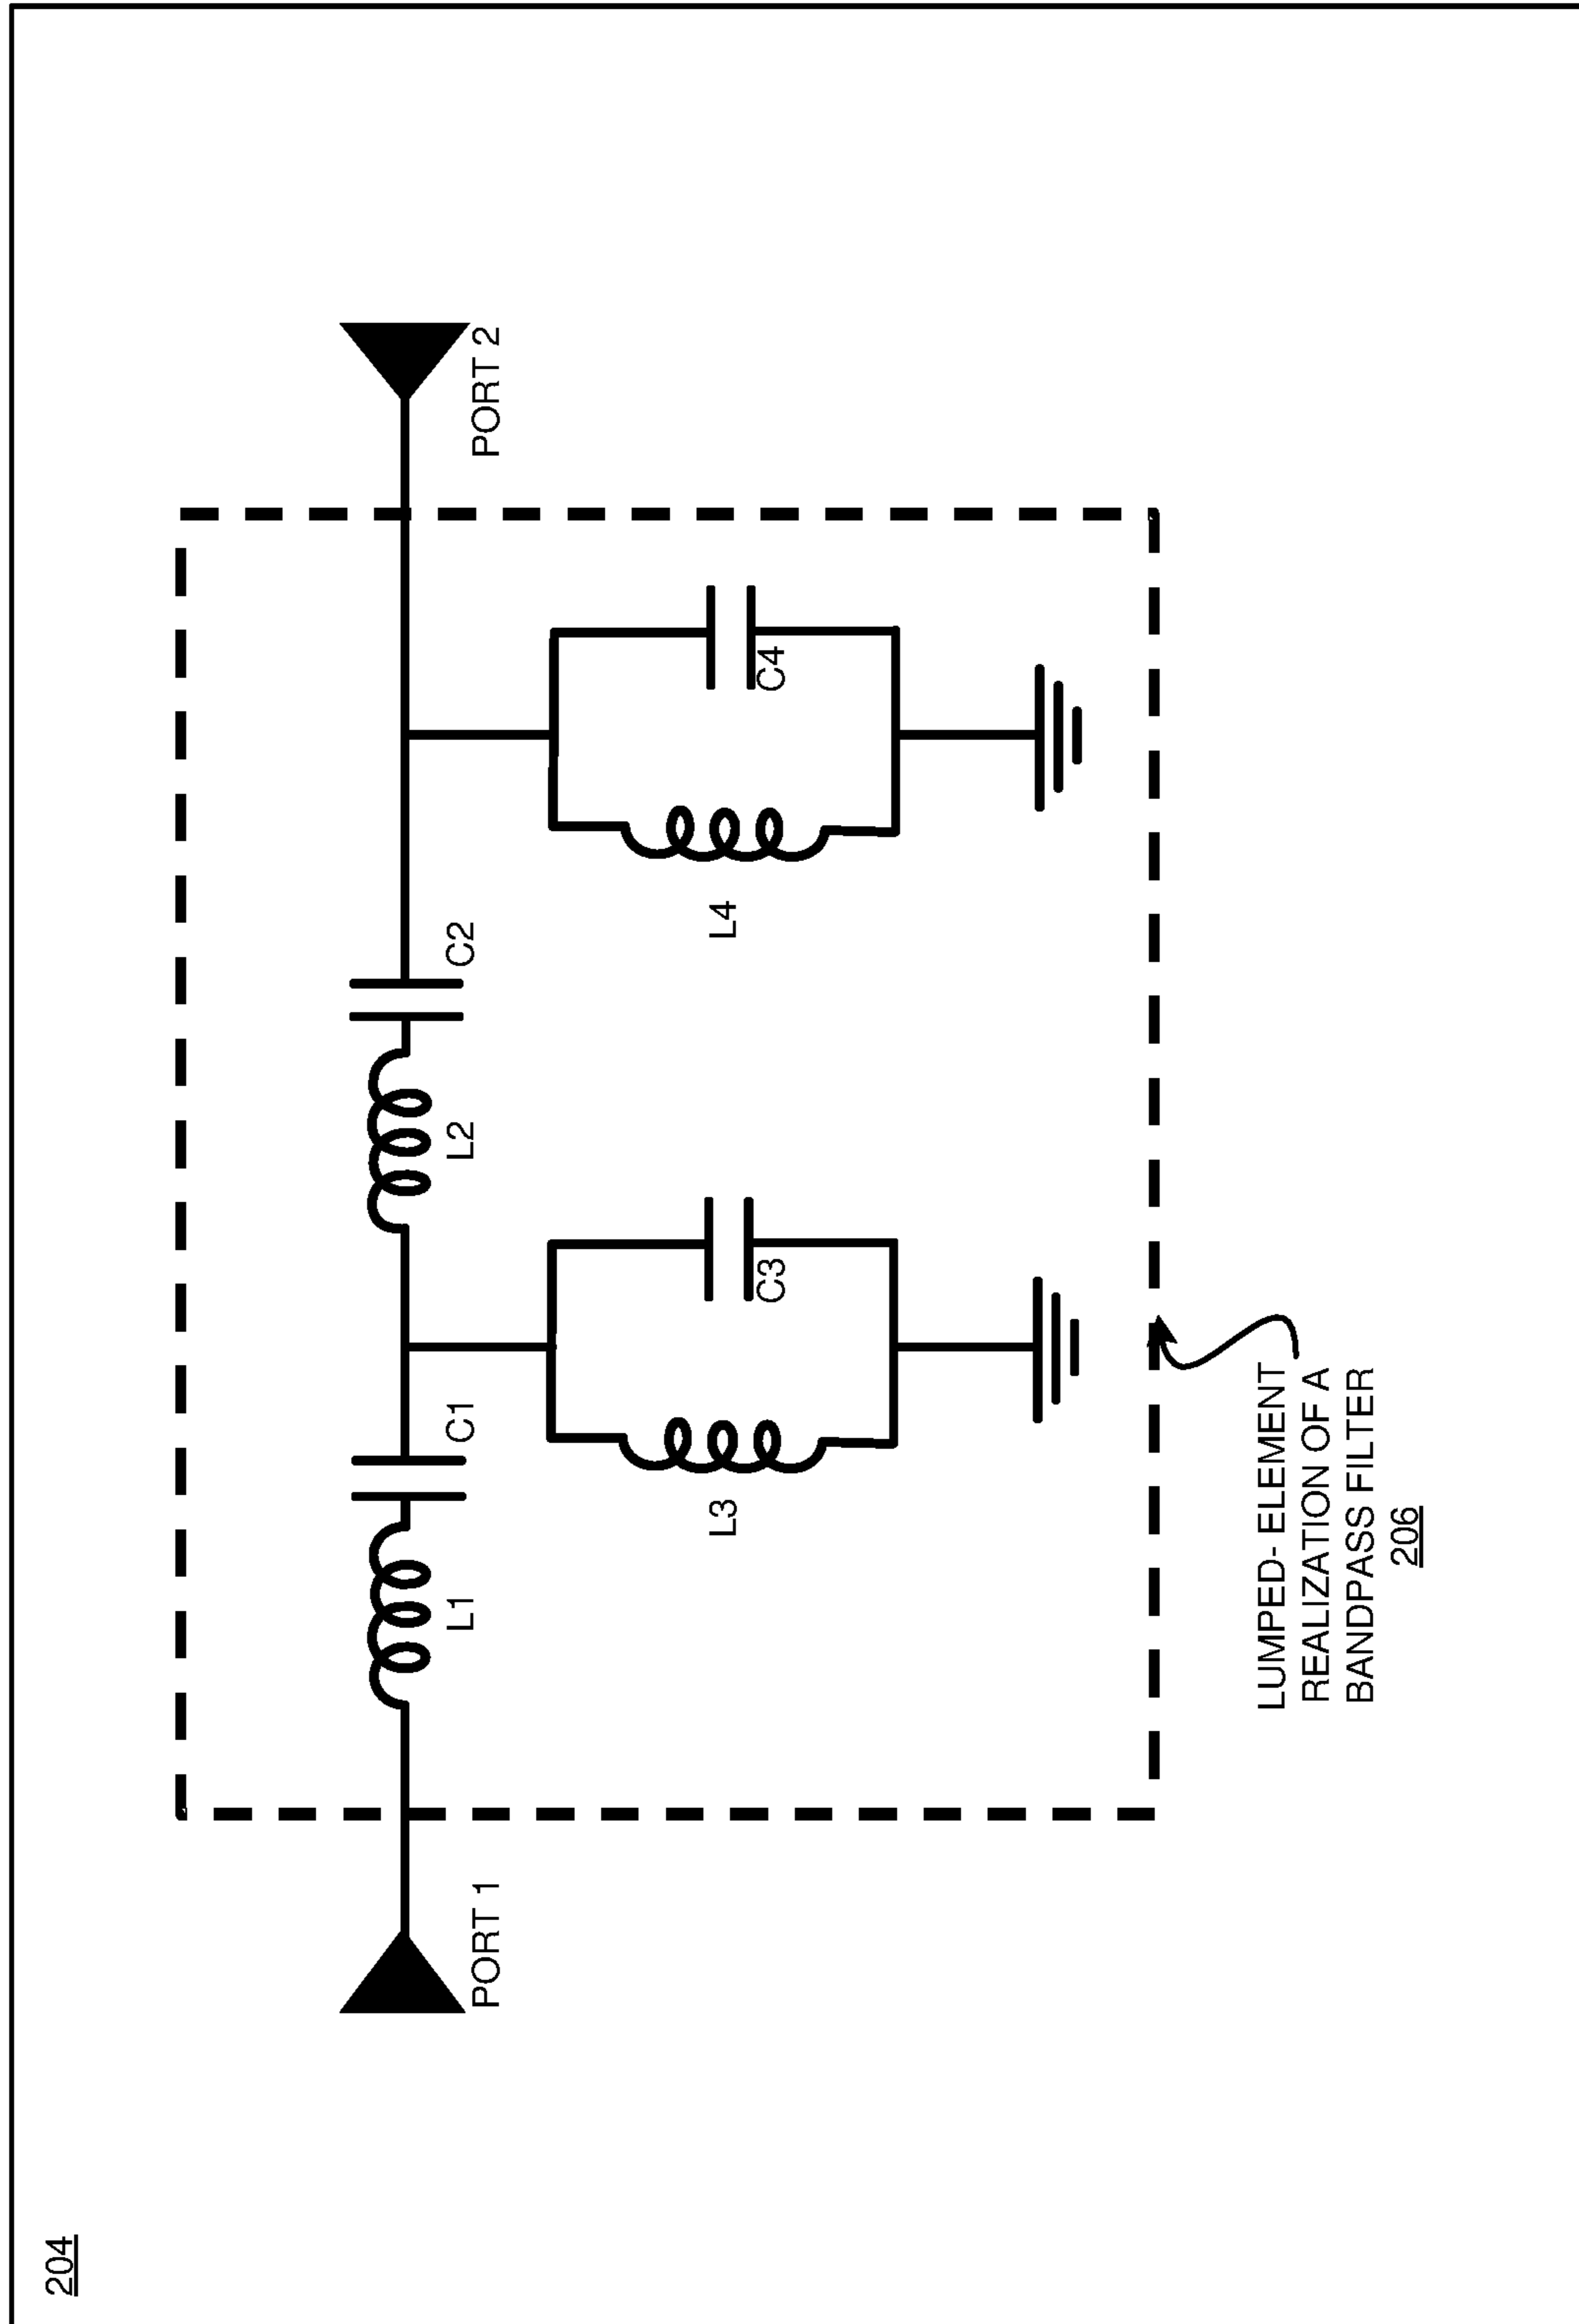 204
PORT 1
L1
C1
L2
C2
PORT 2
L3
C3
L4
C4
LUMPED- ELEMENT
REALIZATION OF A
BANDPASS FILTER
206